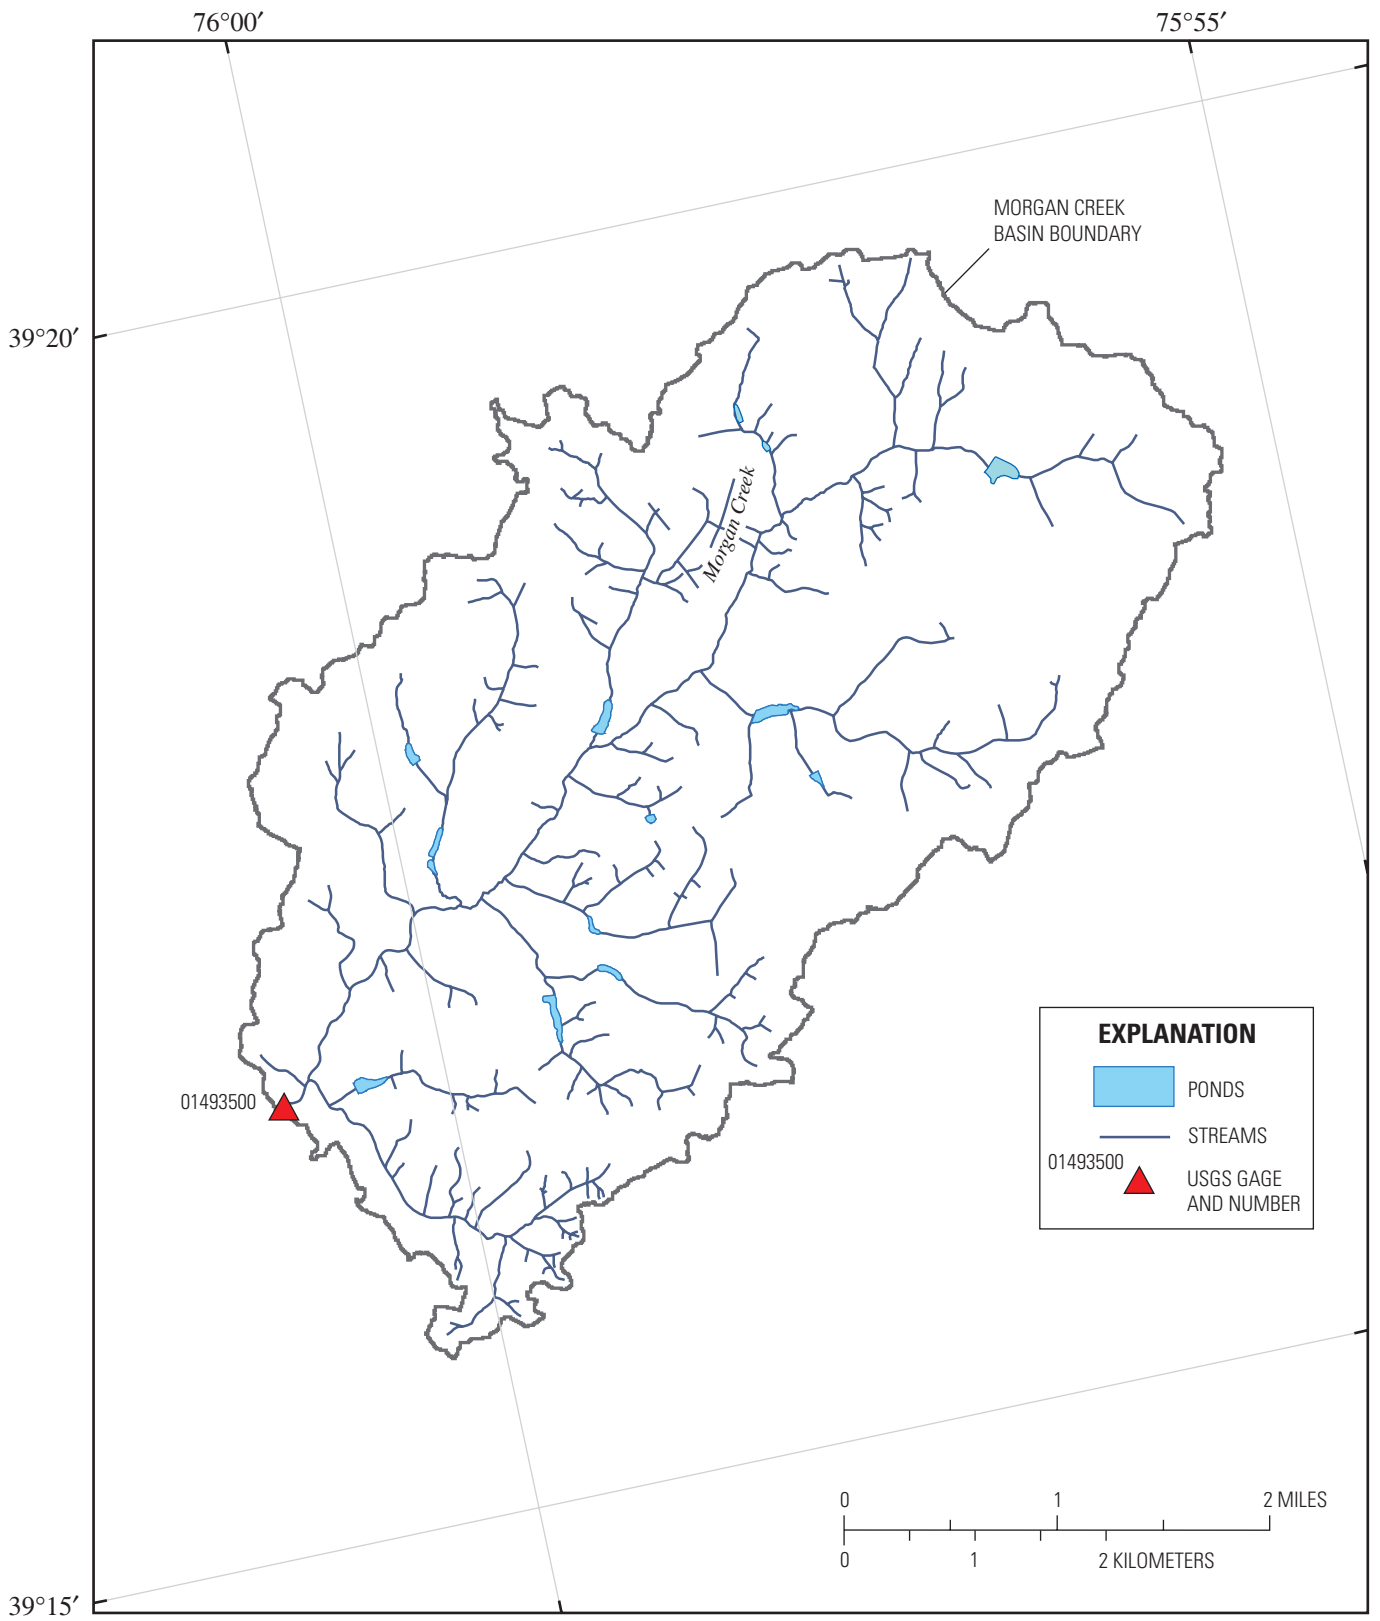 76°00′
75°55′
MORGAN CREEK
BASIN BOUNDARY
39°20′
Morgan Creek
EXPLANATION
PONDS
STREAMS
01493500
USGS GAGE
AND NUMBER
01493500
0 1 2 MILES
0 1 2 KILOMETERS
39°15′